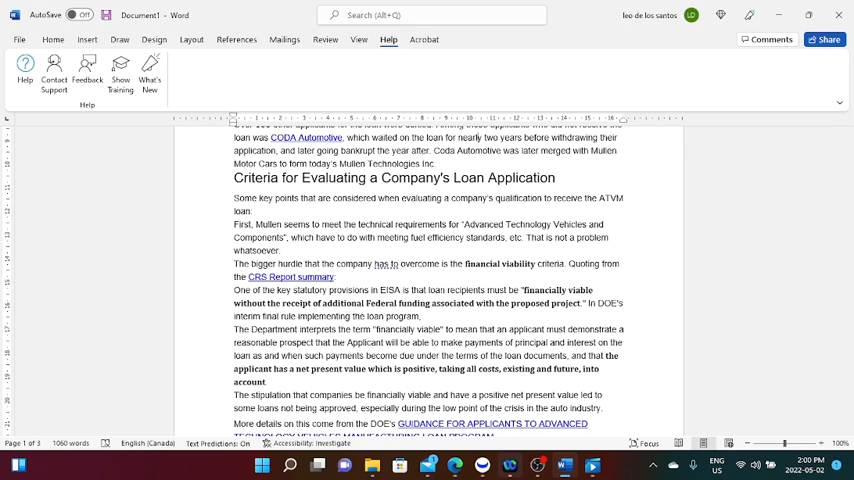 AutoSave Off Document1 - Word Search (Alt+Q) leo de los santos LD
File Home Insert Draw Design Layout References Mailings Review View Help Acrobat Comments Share
Help Contact Support Feedback Show Training What's New
Help
loan was CODA Automotive, which waited on the loan for nearly two years before withdrawing their
application, and later going bankrupt the year after. Coda Automotive was later merged with Mullen
Motor Cars to form today's Mullen Technologies Inc.
Criteria for Evaluating a Company's Loan Application
Some key points that are considered when evaluating a company's qualification to receive the ATVM
loan:
First, Mullen seems to meet the technical requirements for "Advanced Technology Vehicles and
Components", which have to do with meeting fuel efficiency standards, etc. That is not a problem
whatsoever.
The bigger hurdle that the company has to overcome is the financial viability criteria. Quoting from
the CRS Report summary:
One of the key statutory provisions in EISA is that loan recipients must be "financially viable
without the receipt of additional Federal funding associated with the proposed project." In DOE's
interim final rule implementing the loan program,
The Department interprets the term "financially viable" to mean that an applicant must demonstrate a
reasonable prospect that the Applicant will be able to make payments of principal and interest on the
loan as and when such payments become due under the terms of the loan documents, and that the
applicant has a net present value which is positive, taking all costs, existing and future, into
account
The stipulation that companies be financially viable and have a positive net present value led to
some loans not being approved, especially during the low point of the crisis in the auto industry.
More details on this come from the DOE's GUIDANCE FOR APPLICANTS TO ADVANCED
TECHNOLOGY VEHICLES MANUFACTURING LOAN PROGRAM
Page 1 of 3 1060 words English (Canada) Text Predictions: On Accessibility: Investigate Focus 100%
ENG US 2:00 PM 2022-05-02